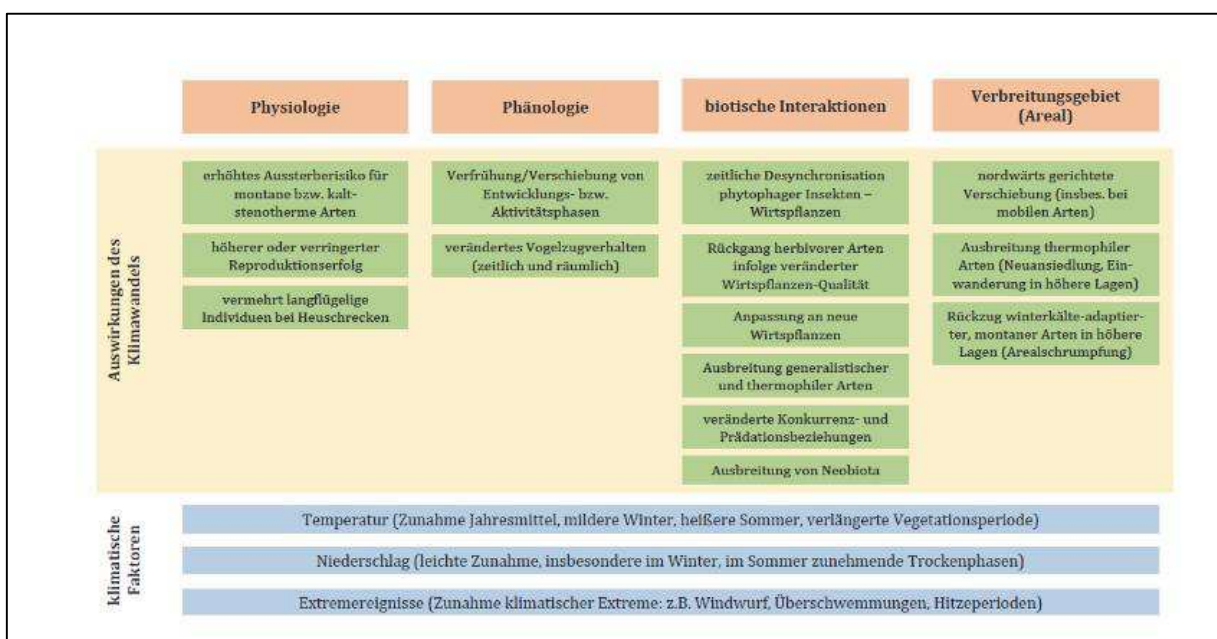 Physiologie
Phänologie
biotische Interaktionen
Verbreitungsgebiet
(Areal)
Auswirkungen des
Klimawandels
erhöhtes Aussterberisiko für
montane bzw. kalt-
stenotherme Arten
höherer oder verringerter
Reproduktionserfolg
vermehrt langflügelige
Individuen bei Heuschrecken
Verfrühung/Verschiebung von
Entwicklungs- bzw.
Aktivitätsphasen
verändertes Vogelzugverhalten
(zeitlich und räumlich)
zeitliche Desynchronisation
phytophager Insekten –
Wirtspflanzen
Rückgang herbivorer Arten
infolge veränderter
Wirtspflanzen-Qualität
Anpassung an neue
Wirtspflanzen
Ausbreitung generalistischer
und thermophiler Arten
veränderte Konkurrenz- und
Prädationsbeziehungen
Ausbreitung von Neobiota
nordwärts gerichtete
Verschiebung (insbes. bei
mobilen Arten)
Ausbreitung thermophiler
Arten (Neuansiedlung, Ein-
wanderung in höhere Lagen)
Rückzug winterkälte-adaptier-
ter, montaner Arten in höhere
Lagen (Arealschrumpfung)
klimatische
Faktoren
Temperatur (Zunahme Jahresmittel, mildere Winter, heißere Sommer, verlängerte Vegetationsperiode)
Niederschlag (leichte Zunahme, insbesondere im Winter, im Sommer zunehmende Trockenphasen)
Extremereignisse (Zunahme klimatischer Extreme: z.B. Windwurf, Überschwemmungen, Hitzeperioden)